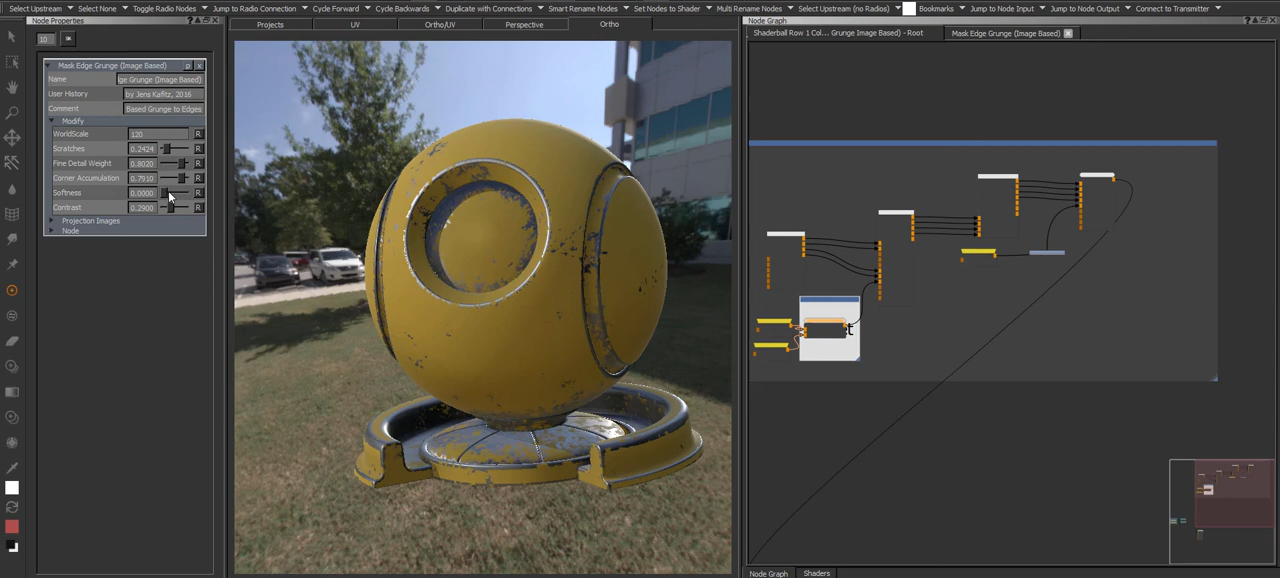 Select Upstream Select None Toggle Radio Nodes Jump to Radio Connection Cycle Forward Cycle Backwards Duplicate with Connections Smart Rename Nodes Set Nodes to Shader Multi Rename Nodes Select Upstream (no Radios) Bookmarks Jump to Node Input Jump to Node Output Connect to Transmitter
Node Properties
Projects UV Ortho/UV Perspective Ortho
Node Graph
Shaderball Row 1 Col... Grunge Image Based) - Root Mask Edge Grunge (Image Based)
10
Mask Edge Grunge (Image Based) p x
Name ge Grunge (Image Based)
User History by Jens Kafitz, 2016
Comment Based Grunge to Edges
Modify
WorldScale 120 R
Scratches 0.2424 R
Fine Detail Weight 0.8020 R
Corner Accumulation 0.7910 R
Softness 0.0000 R
Contrast 0.2900 R
Projection Images
Node
t
Node Graph Shaders